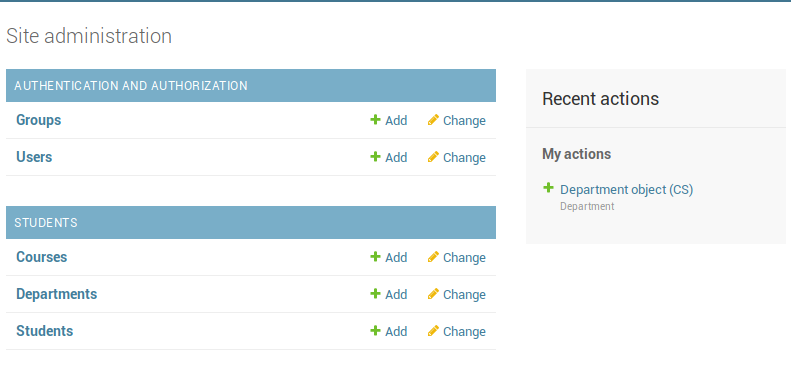 Site administration
AUTHENTICATION AND AUTHORIZATION
Groups Add Change
Users Add Change
STUDENTS
Courses Add Change
Departments Add Change
Students Add Change
Recent actions
My actions
Department object (CS)
Department